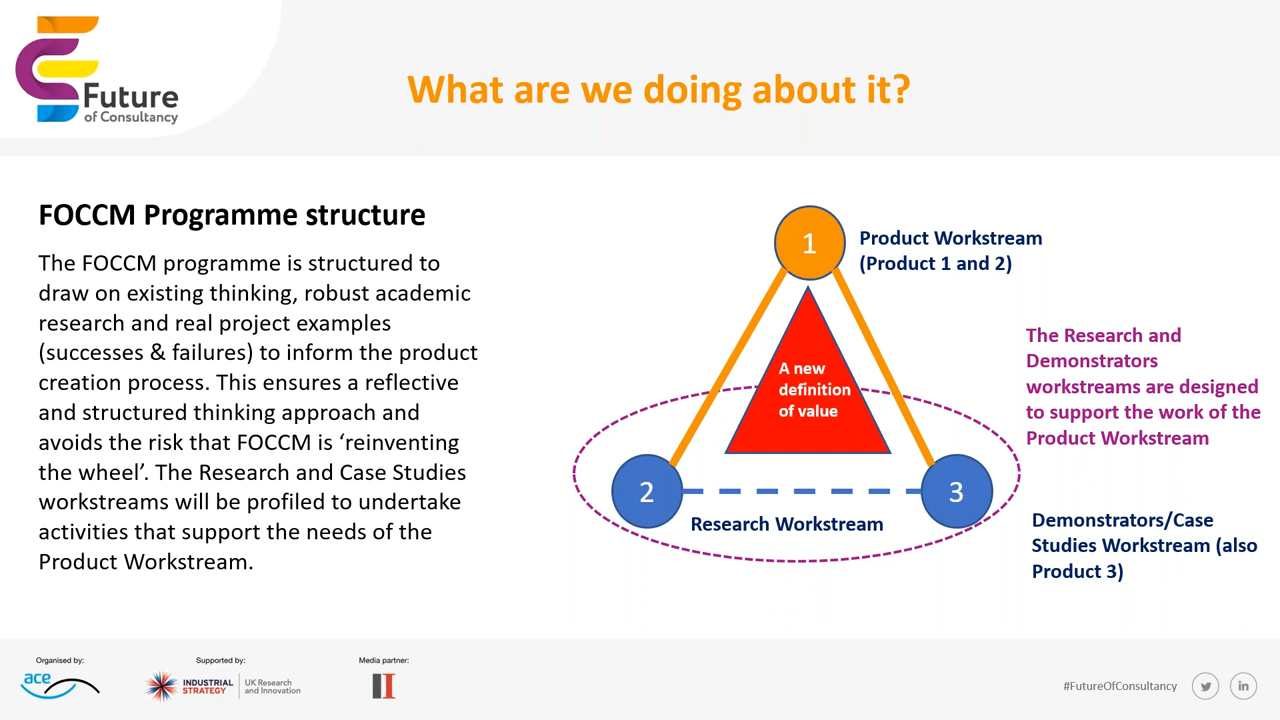 Future
of Consultancy
What are we doing about it?
FOCCM Programme structure
The FOCCM programme is structured to
draw on existing thinking, robust academic
research and real project examples
(successes & failures) to inform the product
creation process. This ensures a reflective
and structured thinking approach and
avoids the risk that FOCCM is ‘reinventing
the wheel’. The Research and Case Studies
workstreams will be profiled to undertake
activities that support the needs of the
Product Workstream.
1
Product Workstream
(Product 1 and 2)
A new
definition
of value
The Research and
Demonstrators
workstreams are designed
to support the work of the
Product Workstream
2
3
Research Workstream
Demonstrators/Case
Studies Workstream (also
Product 3)
Organised by:
ace
Supported by:
INDUSTRIAL
STRATEGY
UK Research
and Innovation
Media partner:
#FutureOfConsultancy
in